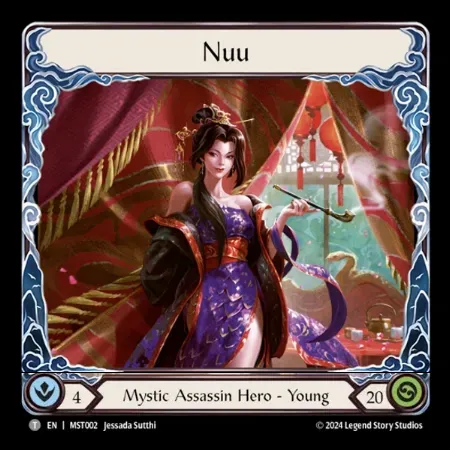 Nuu
4 Mystic Assassin Hero - Young 20
T EN | MST002 Jessada Sutthi © 2024 Legend Story Studios